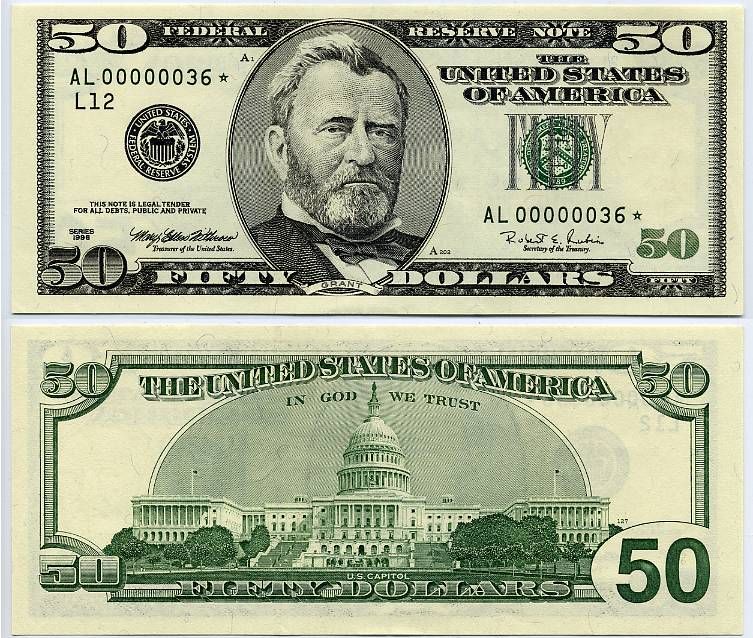 50 FEDERAL RESERVE NOTE 50
AL 00000036 ★
A1
L12
THE
UNITED STATES
OF AMERICA
UNITED STATES FEDERAL RESERVE SYSTEM
FIFTY
THIS NOTE IS LEGAL TENDER
FOR ALL DEBTS, PUBLIC AND PRIVATE
AL 00000036 ★
SERIES
1996
Mary Ellen Withrow
Treasurer of the United States.
A 202
Robert E. Rubin
Secretary of the Treasury.
50
50 FIFTY DOLLARS FIFTY
GRANT
50 THE UNITED STATES OF AMERICA 50
IN GOD WE TRUST
127
50
U.S. CAPITOL
FIFTY DOLLARS
50